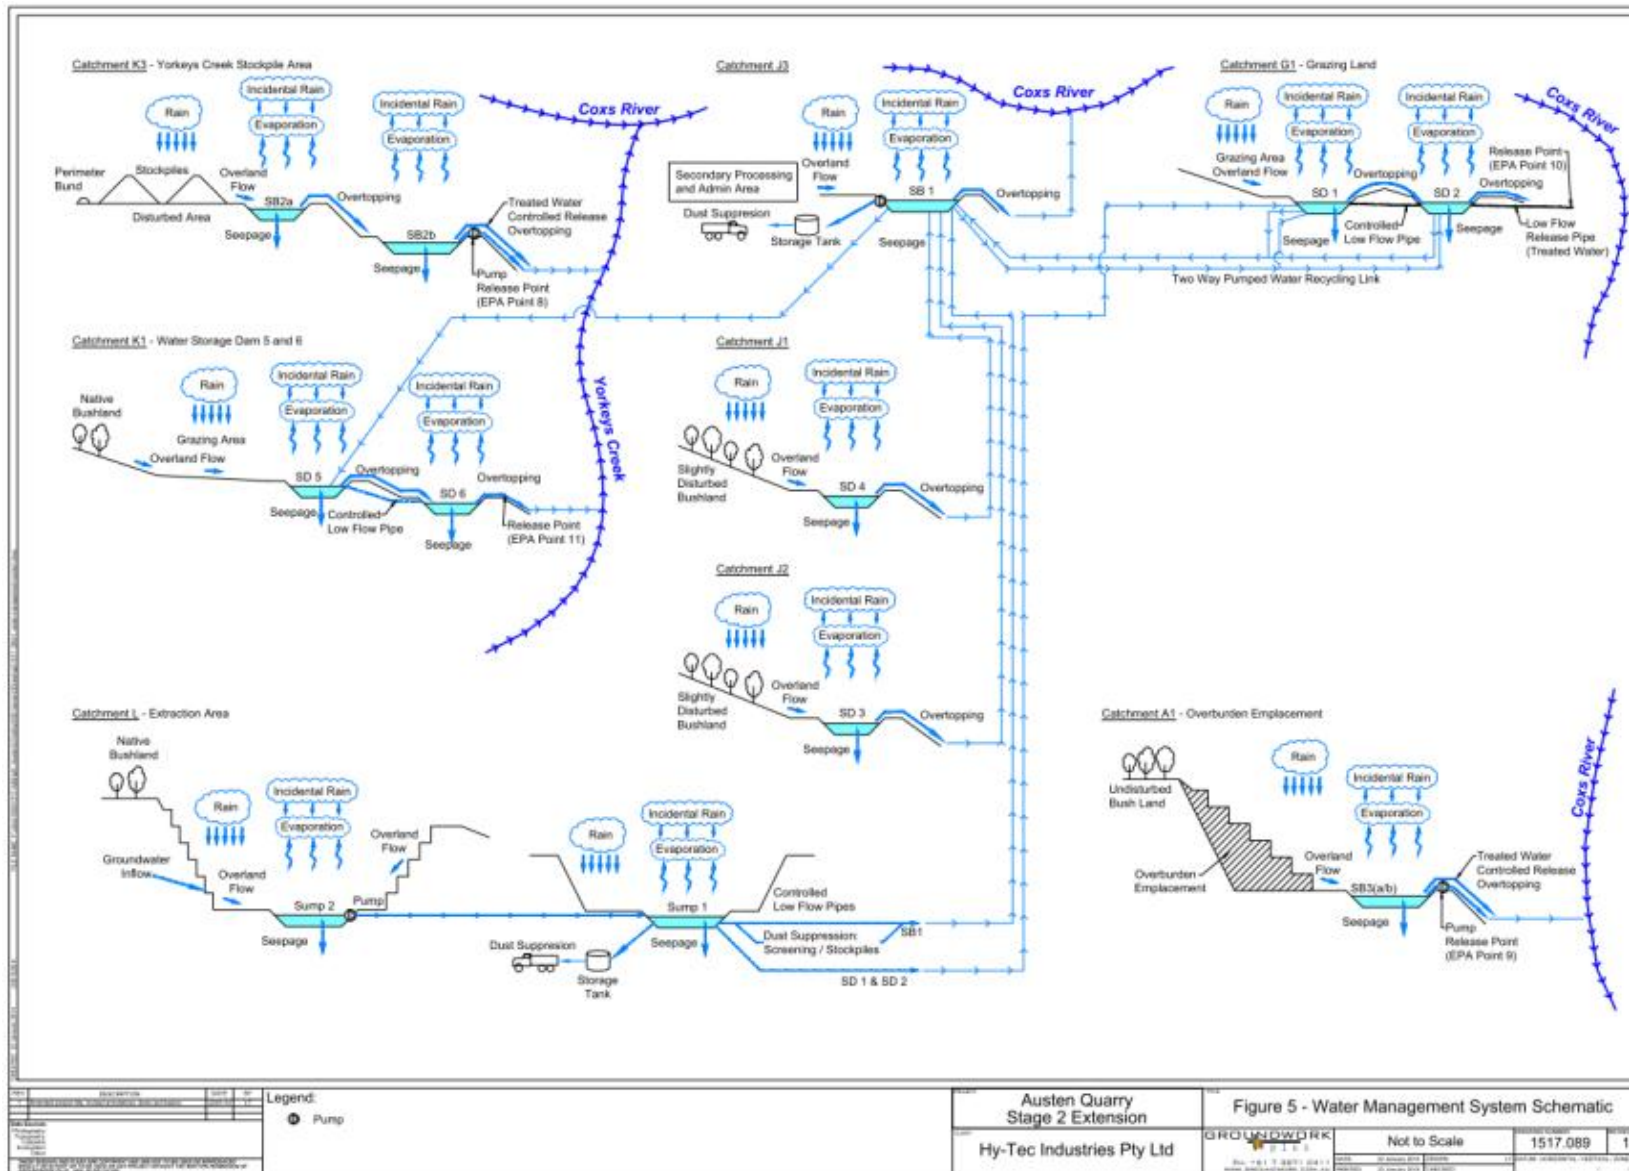 Catchment K3 - Yorkeys Creek Stockpile Area
Incidental Rain
Rain
Evaporation
Incidental Rain
Evaporation
Perimeter
Bund
Stockpiles
Overland
Flow
Disturbed Area
SB2a
Overtopping
Seepage
SB2b
Seepage
Treated Water
Controlled Release
Overtopping
Pump
Release Point
(EPA Point 8)
Coxs River
Yorkeys Creek
Catchment J3
Coxs River
Incidental Rain
Rain
Evaporation
Overland
Flow
Secondary Processing
and Admin Area
SB 1
Overtopping
Dust Suppresion
Storage Tank
Seepage
Two Way Pumped Water Recycling Link
Catchment G1 - Grazing Land
Rain
Incidental Rain
Evaporation
Incidental Rain
Evaporation
Coxs River
Grazing Area
Overland Flow
Release Point
(EPA Point 10)
Overtopping
SD 1
SD 2
Overtopping
Seepage
Controlled
Low Flow Pipe
Seepage
Low Flow
Release Pipe
(Treated Water)
Catchment K1 - Water Storage Dam 5 and 6
Native
Bushland
Rain
Incidental Rain
Evaporation
Incidental Rain
Evaporation
Grazing Area
Overland Flow
SD 5
Overtopping
SD 6
Overtopping
Seepage
Controlled
Low Flow Pipe
Seepage
Release Point
(EPA Point 11)
Catchment J1
Rain
Incidental Rain
Evaporation
Slightly
Disturbed
Bushland
Overland
Flow
SD 4
Overtopping
Seepage
Catchment J2
Rain
Incidental Rain
Evaporation
Slightly
Disturbed
Bushland
Overland
Flow
SD 3
Overtopping
Seepage
Catchment L - Extraction Area
Native
Bushland
Rain
Incidental Rain
Evaporation
Overland
Flow
Groundwater
Inflow
Overland
Flow
Sump 2
Pump
Seepage
Rain
Incidental Rain
Evaporation
Sump 1
Controlled
Low Flow Pipes
Seepage
Dust Suppression:
Screening / Stockpiles
SB1
Dust Suppresion
Storage
Tank
SD 1 & SD 2
Catchment A1 - Overburden Emplacement
Undisturbed
Bush Land
Rain
Incidental Rain
Evaporation
Coxs River
Overburden
Emplacement
Overland
Flow
SB3(a/b)
Seepage
Treated Water
Controlled Release
Overtopping
Pump
Release Point
(EPA Point 9)
Legend:
Pump
Austen Quarry
Stage 2 Extension
Hy-Tec Industries Pty Ltd
Figure 5 - Water Management System Schematic
GROUNDWORK
Not to Scale
1517.089